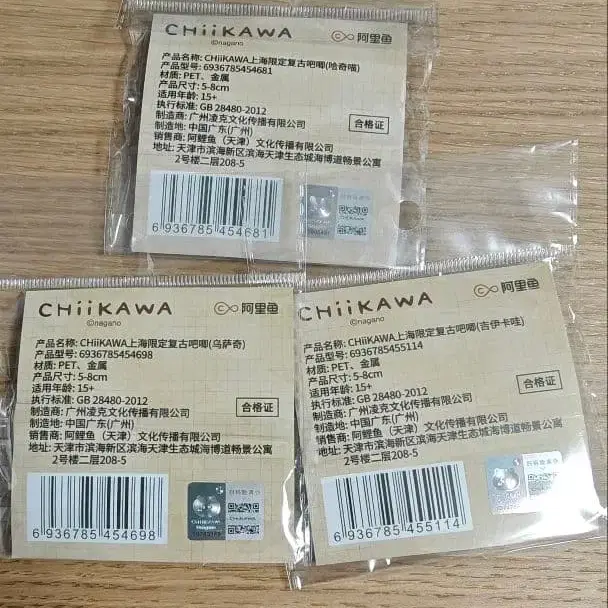 CHiiKAWA
©nagano
阿里鱼
产品名称: CHiiKAWA上海限定复古吧唧(哈奇喵)
产品型号: 6936785454681
材质: PET、金属
产品尺寸: 5-8cm
适用年龄: 15+
执行标准: GB 28480-2012
制造商: 广州凌克文化传播有限公司
制造地: 中国广东(广州)
销售商: 阿鲤鱼（天津）文化传播有限公司
地址: 天津市滨海新区滨海天津生态城海博道畅景公寓
2号楼二层208-5
合格证
6 936785 454681
CHiiKAWA
©nagano
阿里鱼
产品名称: CHiiKAWA上海限定复古吧唧(乌萨奇)
产品型号: 6936785454698
材质: PET、金属
产品尺寸: 5-8cm
适用年龄: 15+
执行标准: GB 28480-2012
制造商: 广州凌克文化传播有限公司
制造地: 中国广东(广州)
销售商: 阿鲤鱼（天津）文化传播有限公司
地址: 天津市滨海新区滨海天津生态城海博道畅景公寓
2号楼二层208-5
合格证
6 936785 454698
CHiiKAWA
©nagano
阿里鱼
产品名称: CHiiKAWA上海限定复古吧唧(吉伊卡哇)
产品型号: 6936785455114
材质: PET、金属
产品尺寸: 5-8cm
适用年龄: 15+
执行标准: GB 28480-2012
制造商: 广州凌克文化传播有限公司
制造地: 中国广东(广州)
销售商: 阿鲤鱼（天津）文化传播有限公司
地址: 天津市滨海新区滨海天津生态城海博道畅景公寓
2号楼二层208-5
合格证
6 936785 455114